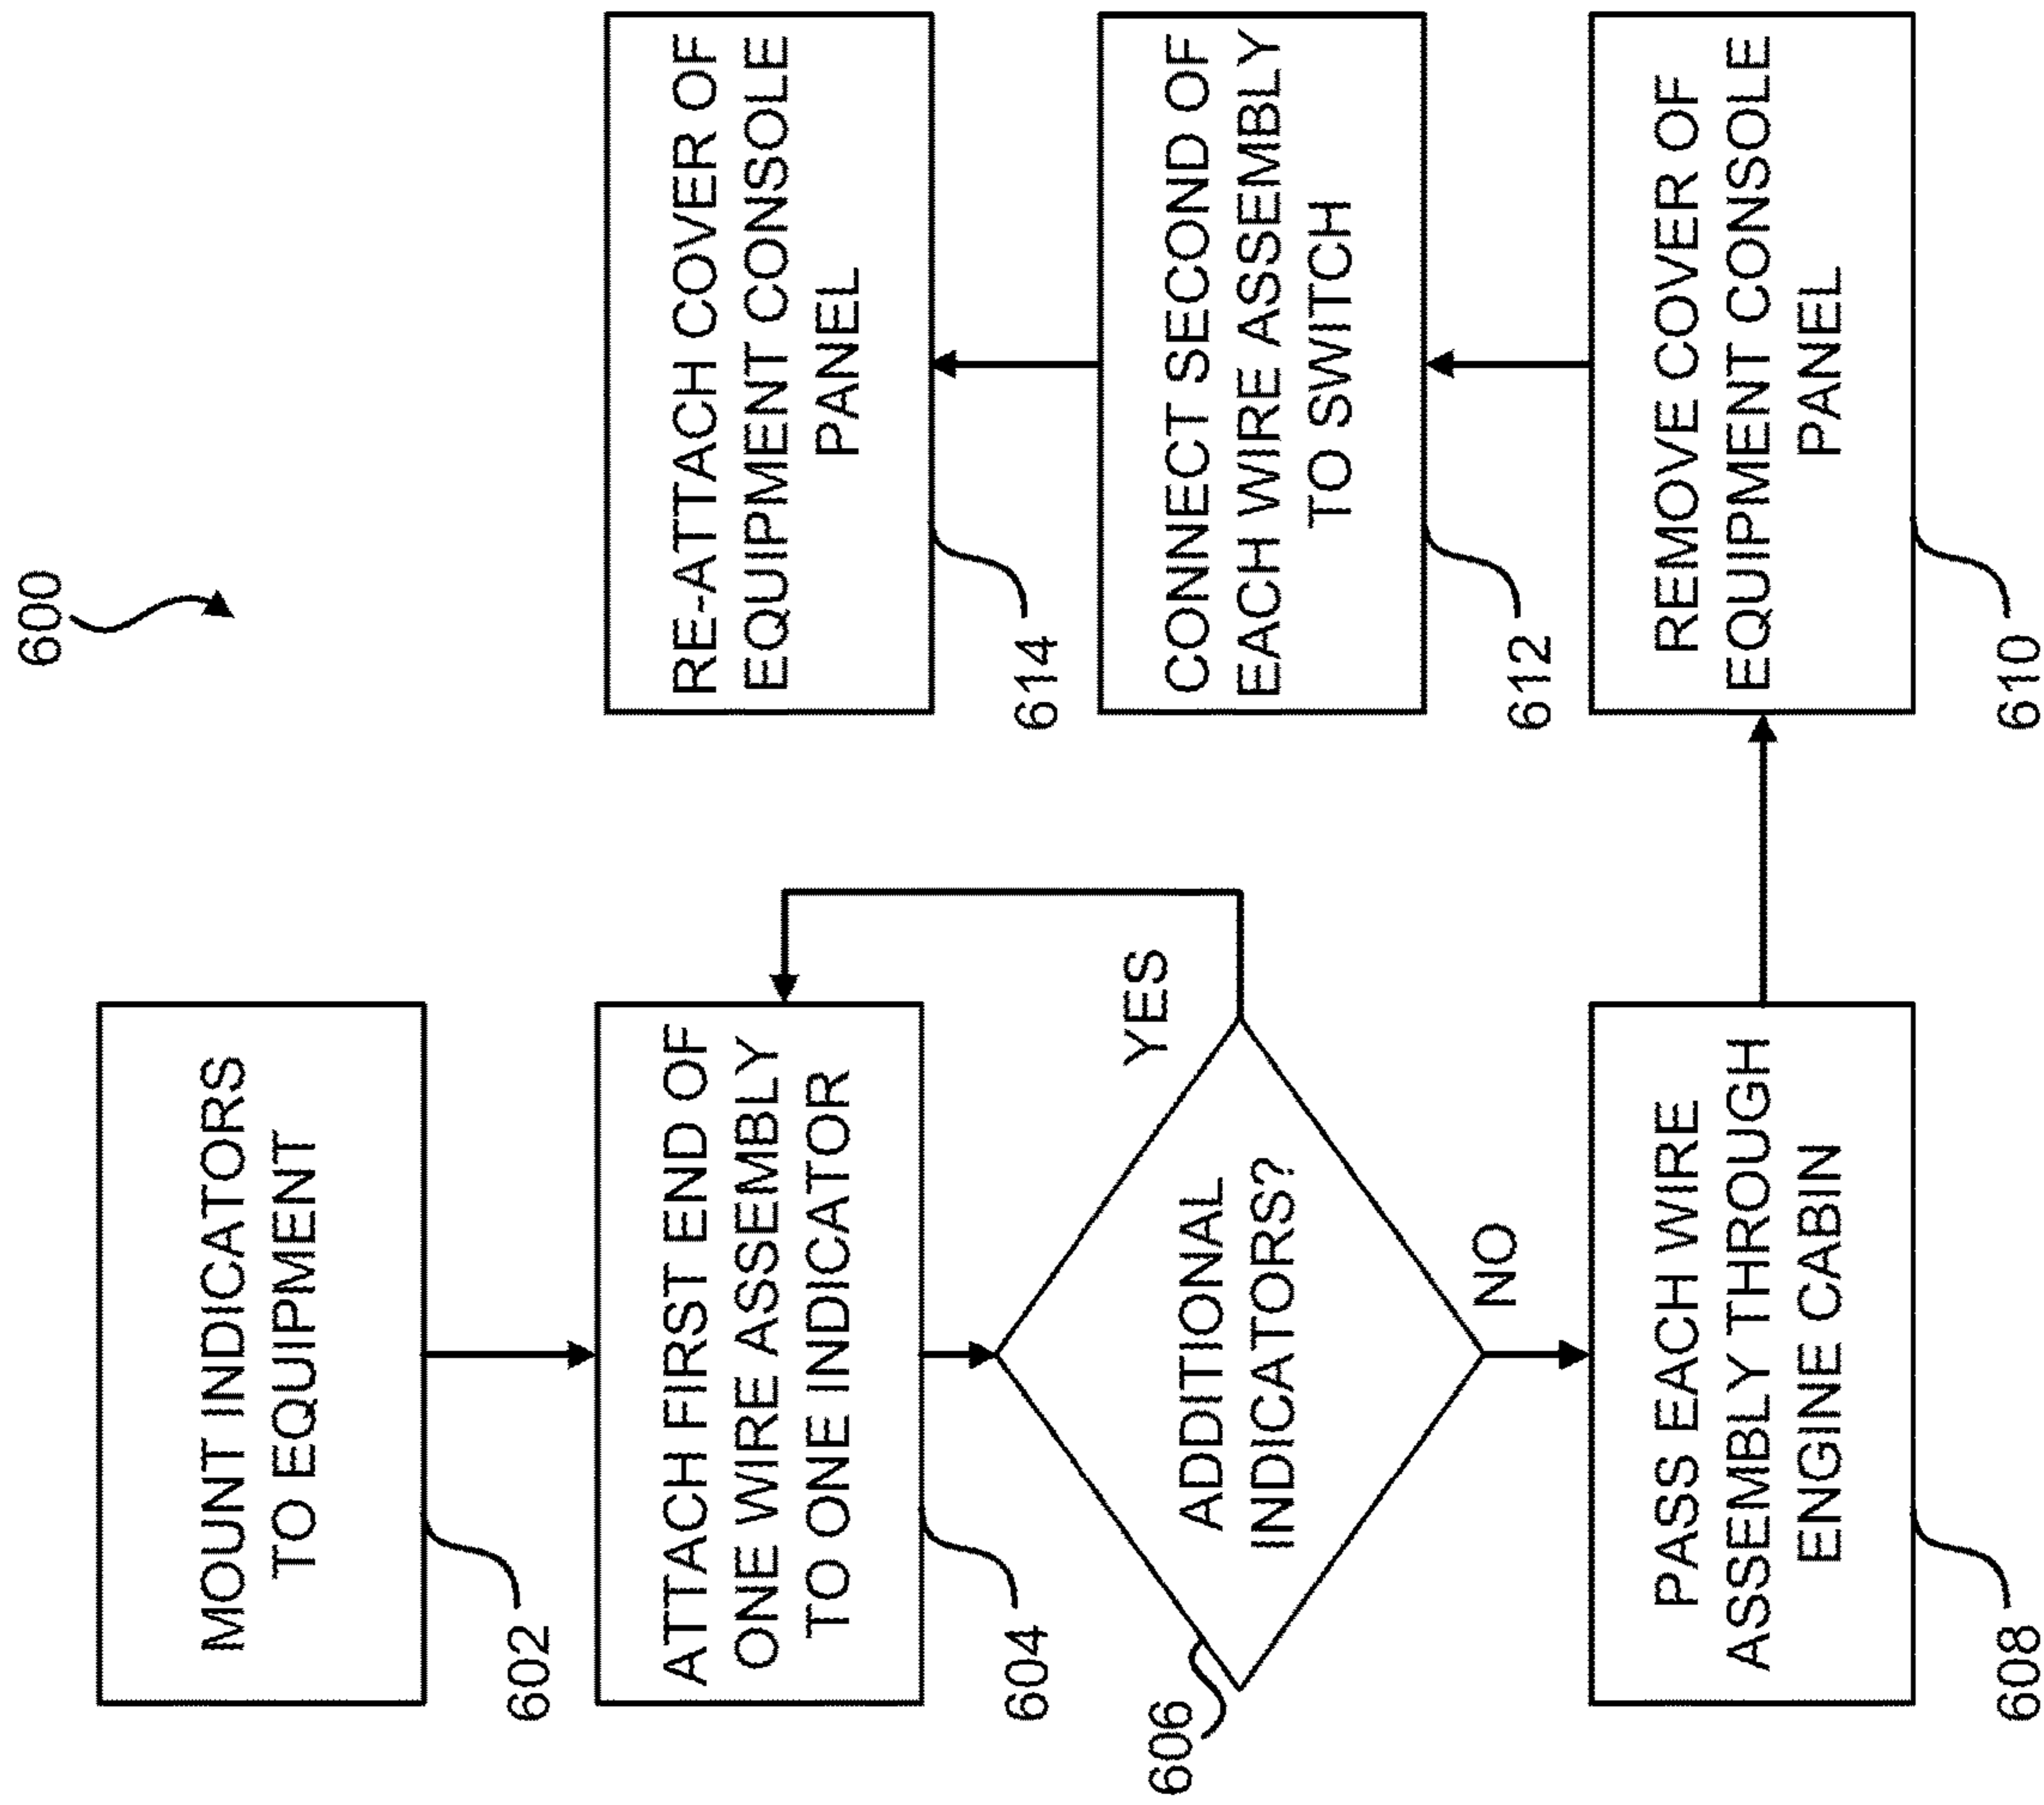 600
MOUNT INDICATORS
TO EQUIPMENT
602
ATTACH FIRST END OF
ONE WIRE ASSEMBLY
TO ONE INDICATOR
604
ADDITIONAL
INDICATORS?
606
YES
NO
PASS EACH WIRE
ASSEMBLY THROUGH
ENGINE CABIN
608
REMOVE COVER OF
EQUIPMENT CONSOLE
PANEL
610
CONNECT SECOND OF
EACH WIRE ASSEMBLY
TO SWITCH
612
RE-ATTACH COVER OF
EQUIPMENT CONSOLE
PANEL
614